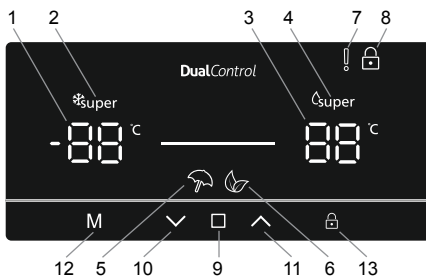 1 2 3 4 7 8
DualControl
super super
-88 °C 88 °C
M
12 5 10 9 11 6 13